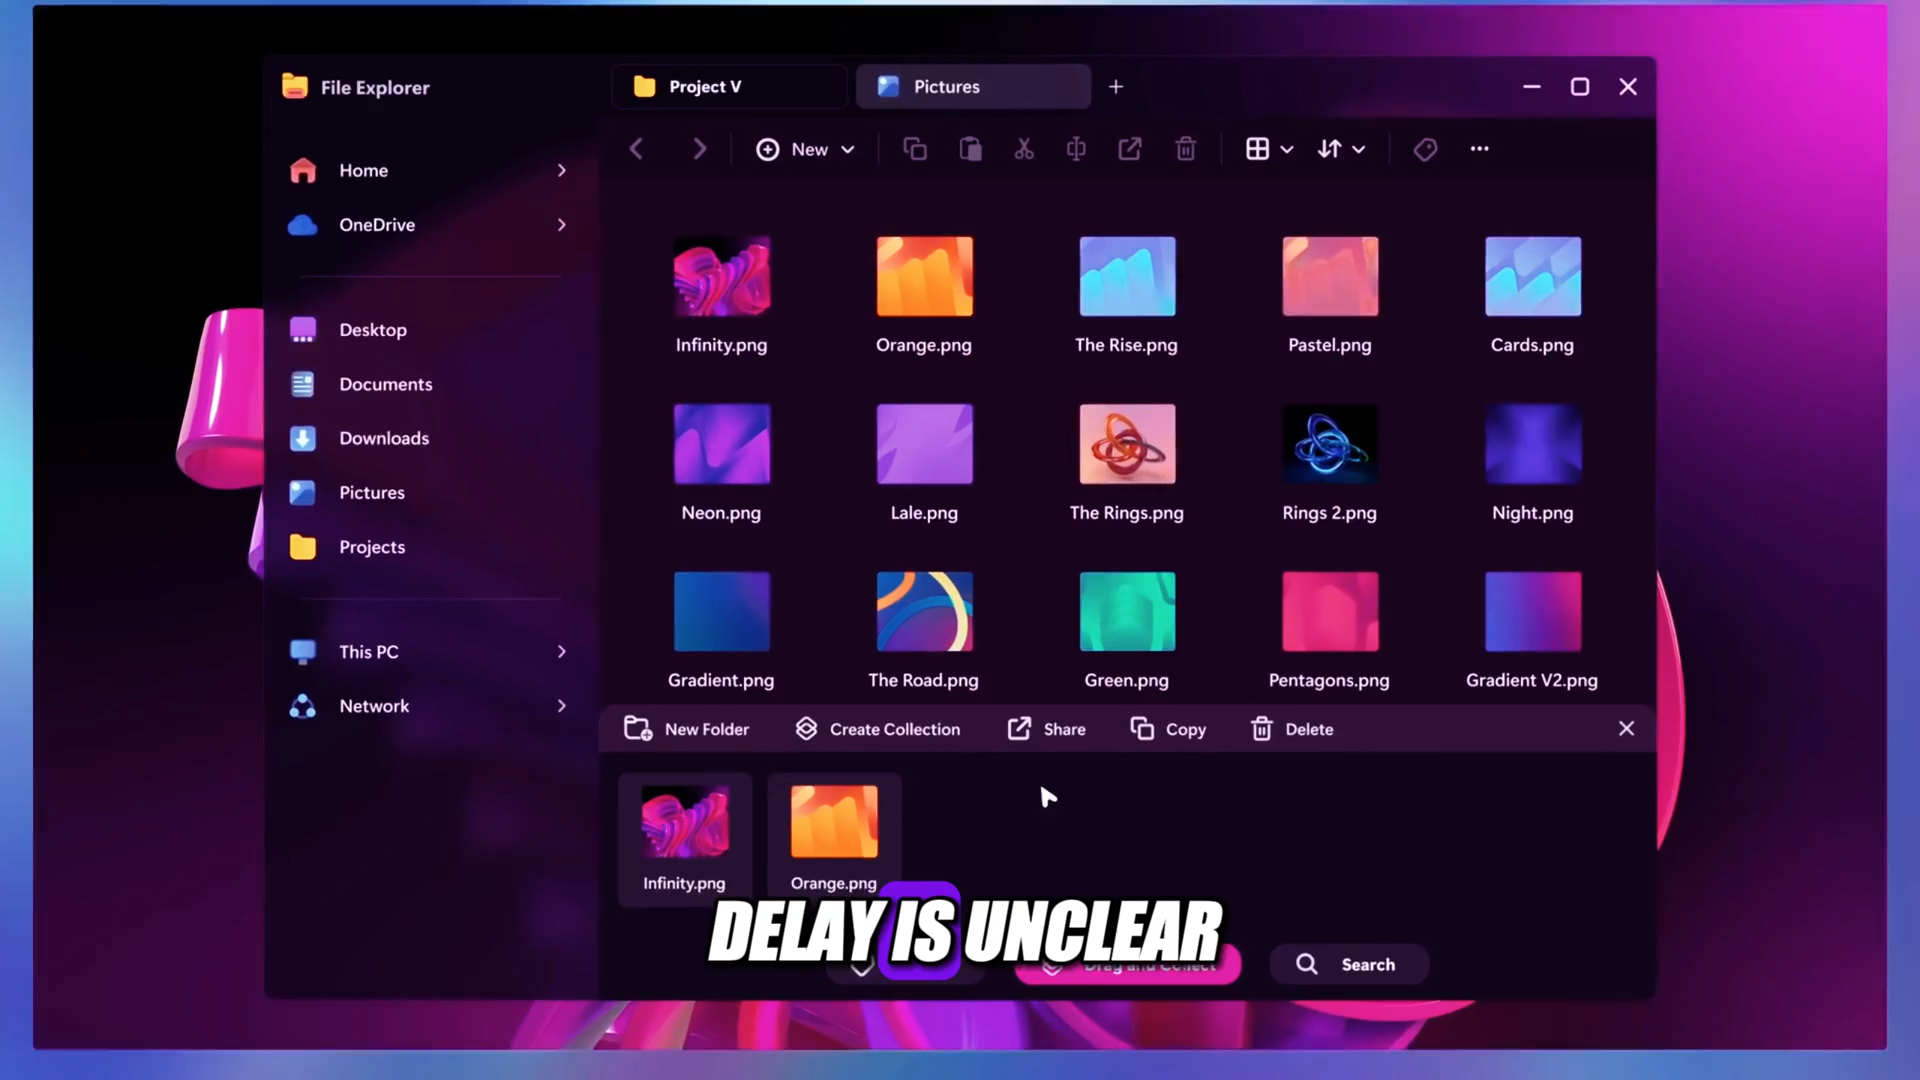 File Explorer
Project V
Pictures
New
Home
OneDrive
Desktop
Documents
Downloads
Pictures
Projects
This PC
Network
Infinity.png
Orange.png
The Rise.png
Pastel.png
Cards.png
Neon.png
Lale.png
The Rings.png
Rings 2.png
Night.png
Gradient.png
The Road.png
Green.png
Pentagons.png
Gradient V2.png
New Folder
Create Collection
Share
Copy
Delete
Infinity.png
Orange.png
DELAY IS UNCLEAR
Drag and Collect
Search